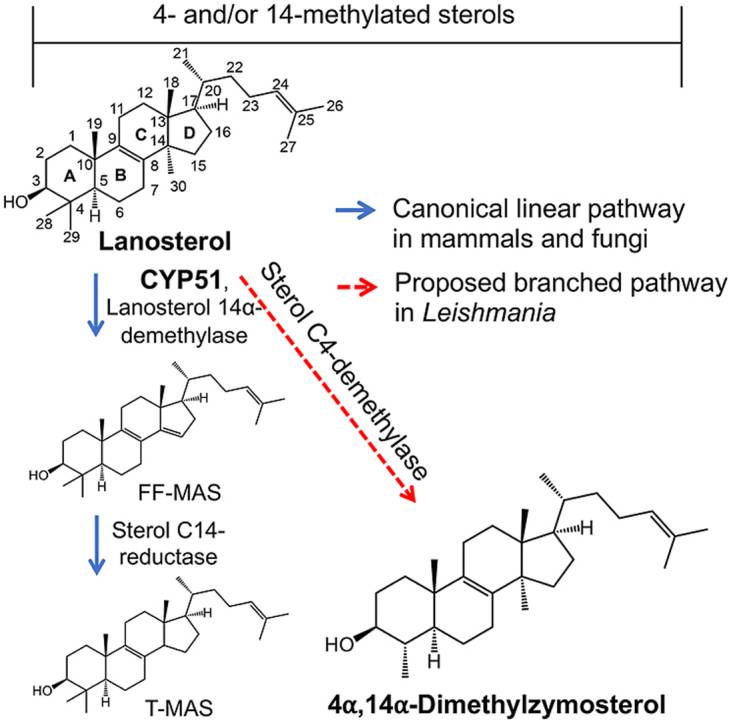 4- and/or 14-methylated sterols
21
22
18
20
24
12
17
H
23
26
11
13
25
19
C
D
16
1
9
14
27
2
10
8
15
3
A
5
B
7
30
HO
4
H
6
28
29
Lanosterol
Canonical linear pathway
in mammals and fungi
CYP51,
Lanosterol 14α-
demethylase
Proposed branched pathway
in Leishmania
Sterol C4-demethylase
H
HO
H
FF-MAS
Sterol C14-
reductase
H
HO
H
T-MAS
H
HO
H
4α,14α-Dimethylzymosterol